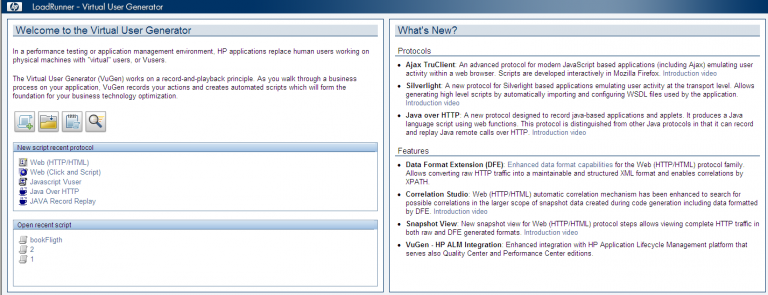 LoadRunner - Virtual User Generator
Welcome to the Virtual User Generator
In a performance testing or application management environment, HP applications replace human users working on
physical machines with "virtual" users, or Vusers.
The Virtual User Generator (VuGen) works on a record-and-playback principle. As you walk through a business
process on your application, VuGen records your actions and creates automated scripts which will form the
foundation for your business technology optimization.
New script recent protocol
Web (HTTP/HTML)
Web (Click and Script)
Javascript Vuser
Java Over HTTP
JAVA Record Replay
Open recent script
bookFligth
2
1
What's New?
Protocols
Ajax TruClient: An advanced protocol for modern JavaScript based applications (including Ajax) emulating user
activity within a web browser. Scripts are developed interactively in Mozilla Firefox. Introduction video
Silverlight: A new protocol for Silverlight based applications emulating user activity at the transport level. Allows
generating high level scripts by automatically importing and configuring WSDL files used by the application.
Introduction video
Java over HTTP: A new protocol designed to record java-based applications and applets. It produces a Java
language script using web functions. This protocol is distinguished from other Java protocols in that it can record
and replay Java remote calls over HTTP. Introduction video
Features
Data Format Extension (DFE): Enhanced data format capabilities for the Web (HTTP/HTML) protocol family.
Allows converting raw HTTP traffic into a maintainable and structured XML format and enables correlations by
XPATH.
Correlation Studio: Web (HTTP/HTML) automatic correlation mechanism has been enhanced to search for
possible correlations in the larger scope of snapshot data created during code generation including data formatted
by DFE. Introduction video
Snapshot View: New snapshot view for Web (HTTP/HTML) protocol steps allows viewing complete HTTP traffic in
both raw and DFE generated formats. Introduction video
VuGen - HP ALM Integration: Enhanced integration with HP Application Lifecycle Management platform that
serves also Quality Center and Performance Center editions.